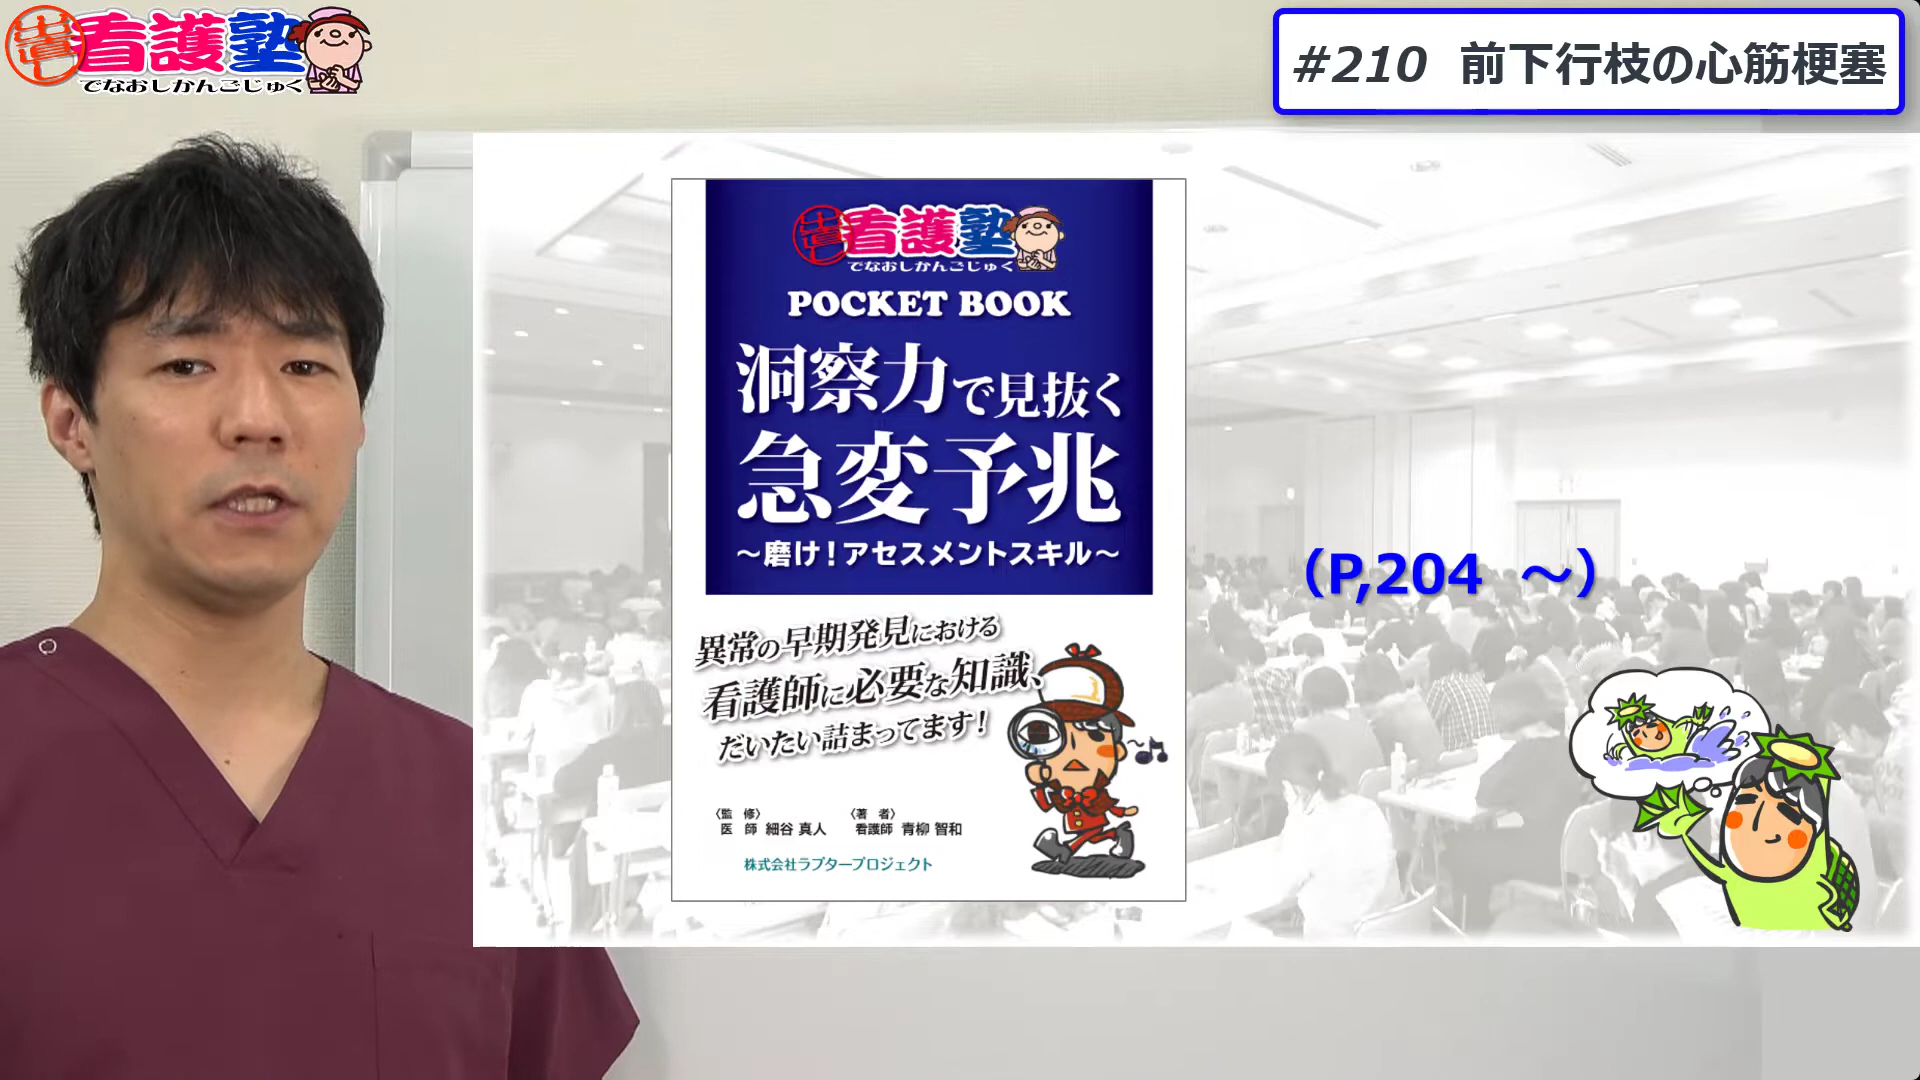 出直し看護塾
でなおしかんごじゅく
#210 前下行枝の心筋梗塞
出直し看護塾
でなおしかんごじゅく
POCKET BOOK
洞察力で見抜く
急変予兆
～磨け！アセスメントスキル～
（P,204 ～）
異常の早期発見における
看護師に必要な知識、
だいたい詰まってます！
〈監 修〉 〈著 者〉
医 師 細谷 真人 看護師 青柳 智和
株式会社ラプタープロジェクト